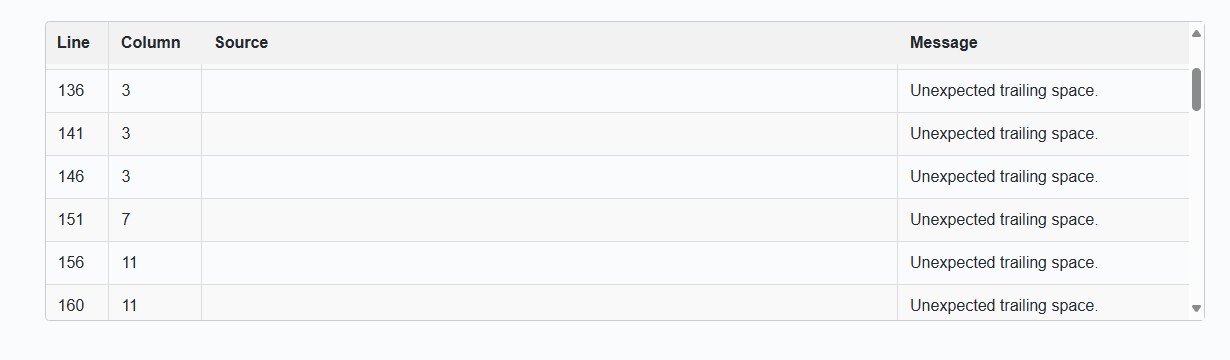 Line Column Source Message
136 3 Unexpected trailing space.
141 3 Unexpected trailing space.
146 3 Unexpected trailing space.
151 7 Unexpected trailing space.
156 11 Unexpected trailing space.
160 11 Unexpected trailing space.